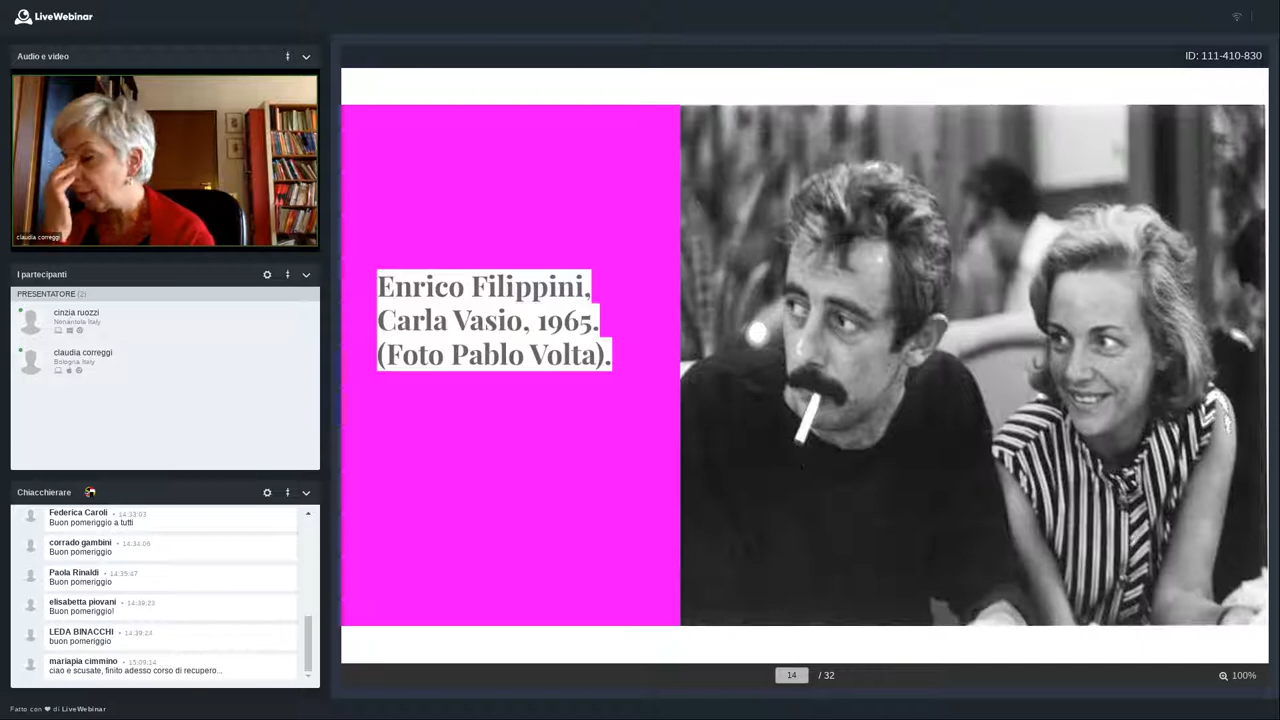 LiveWebinar
ID: 111-410-830
Audio e video
claudia correggi
I partecipanti
PRESENTATORE (2)
cinzia ruozzi
Nonantola Italy
claudia correggi
Bologna Italy
Chiacchierare
Federica Caroli • 14:33:03
Buon pomeriggio a tutti
corrado gambini • 14:34:06
Buon pomeriggio
Paola Rinaldi • 14:35:47
Buon pomeriggio
elisabetta piovani • 14:39:23
Buon pomeriggio!
LEDA BINACCHI • 14:39:24
buon pomeriggio
mariapia cimmino • 15:09:14
ciao e scusate, finito adesso corso di recupero...
Fatto con ❤ di LiveWebinar
Enrico Filippini,
Carla Vasio, 1965.
(Foto Pablo Volta).
14 / 32
100%